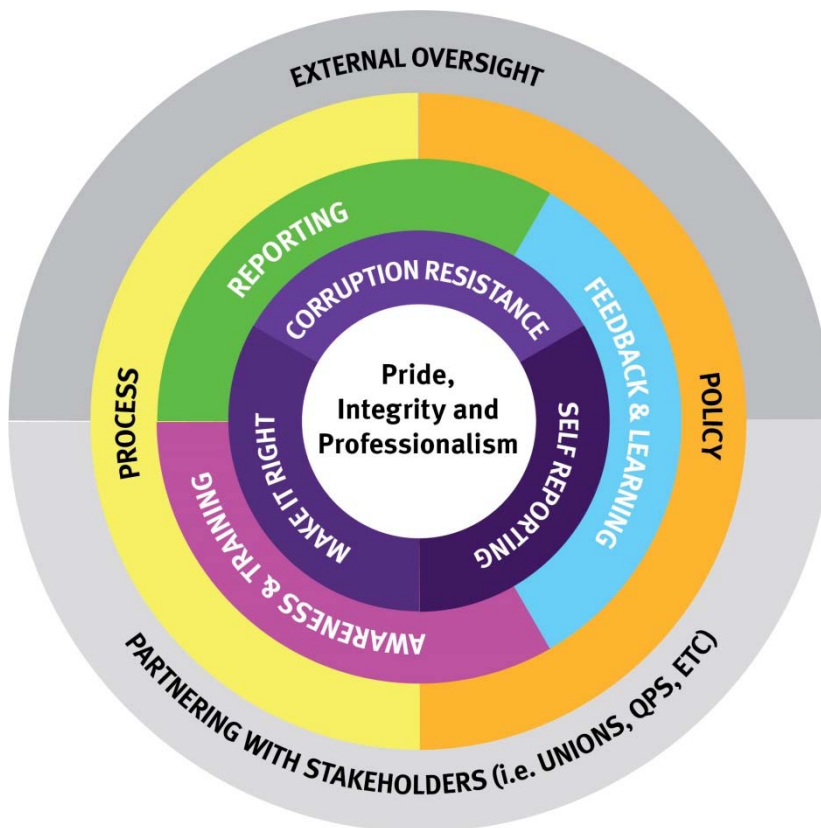 EXTERNAL OVERSIGHT
REPORTING
CORRUPTION RESISTANCE
FEEDBACK & LEARNING
PROCESS
Pride,
Integrity and
Professionalism
POLICY
MAKE IT RIGHT
SELF REPORTING
AWARENESS & TRAINING
PARTNERING WITH STAKEHOLDERS (i.e. UNIONS, QPS, ETC)